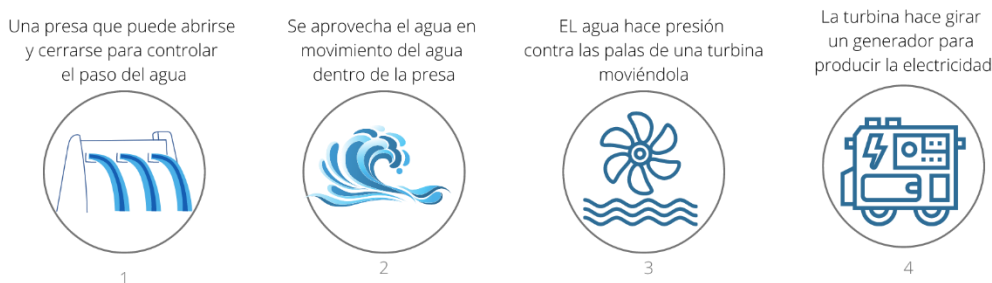 Una presa que puede abrirse
y cerrarse para controlar
el paso del agua
1
Se aprovecha el agua en
movimiento del agua
dentro de la presa
2
EL agua hace presión
contra las palas de una turbina
moviéndola
3
La turbina hace girar
un generador para
producir la electricidad
4